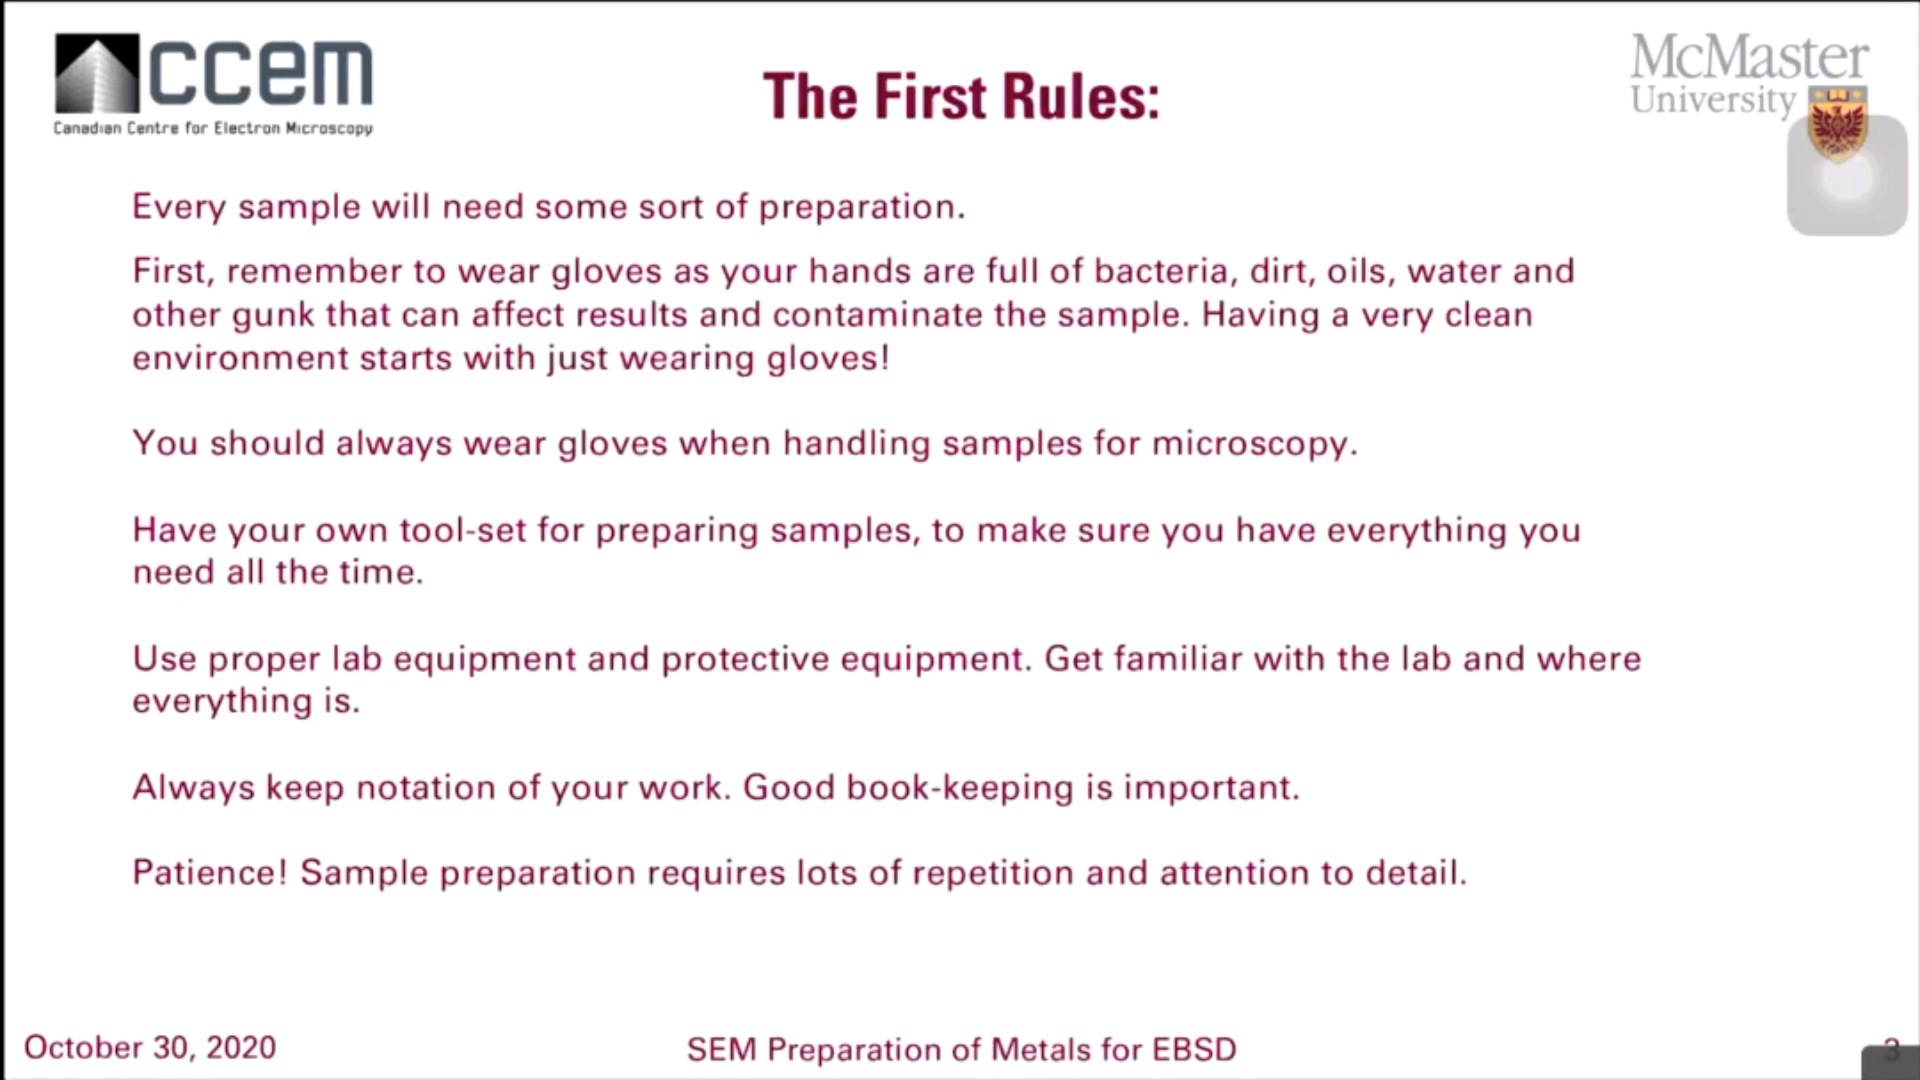 ccem
Canadian Centre for Electron Microscopy
The First Rules:
McMaster
University
Every sample will need some sort of preparation.
First, remember to wear gloves as your hands are full of bacteria, dirt, oils, water and
other gunk that can affect results and contaminate the sample. Having a very clean
environment starts with just wearing gloves!
You should always wear gloves when handling samples for microscopy.
Have your own tool-set for preparing samples, to make sure you have everything you
need all the time.
Use proper lab equipment and protective equipment. Get familiar with the lab and where
everything is.
Always keep notation of your work. Good book-keeping is important.
Patience! Sample preparation requires lots of repetition and attention to detail.
October 30, 2020
SEM Preparation of Metals for EBSD
3